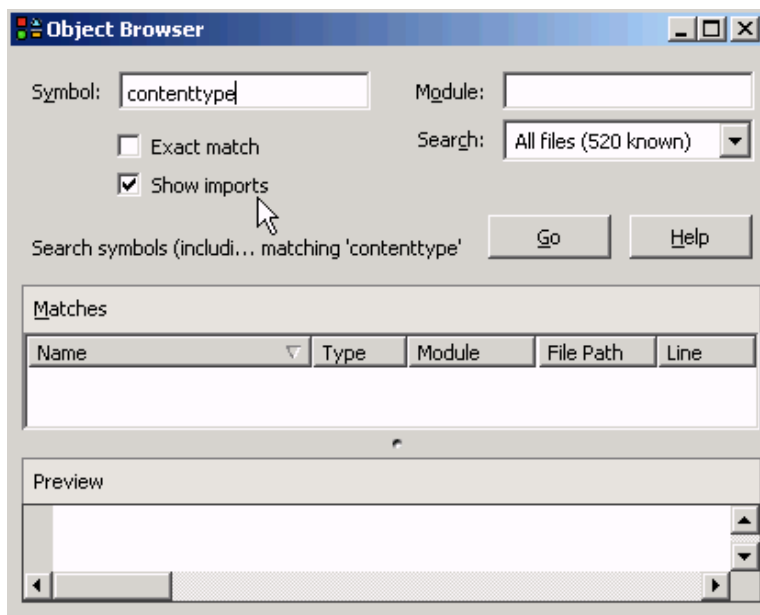 Object Browser
Symbol: contenttype Module:
Exact match Search: All files (520 known)
Show imports
Search symbols (includi... matching 'contenttype' Go Help
Matches
Name Type Module File Path Line
Preview